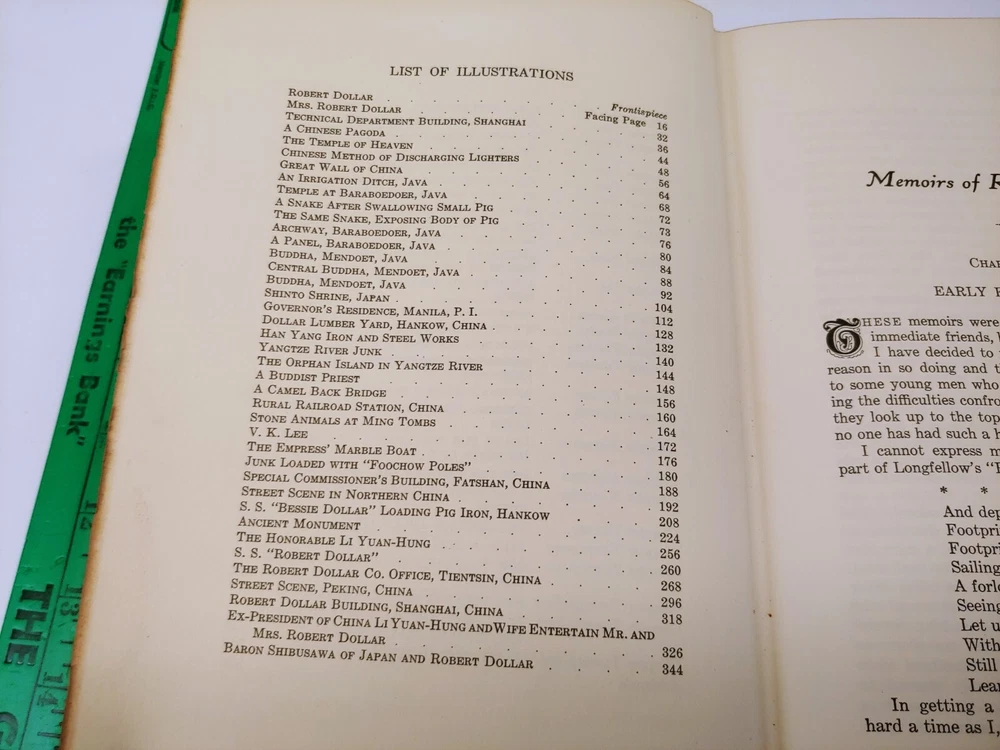 LIST OF ILLUSTRATIONS
ROBERT DOLLAR . . . . . . . . Frontispiece
MRS. ROBERT DOLLAR . . . . . . Facing Page 16
TECHNICAL DEPARTMENT BUILDING, SHANGHAI . . . . 32
A CHINESE PAGODA . . . . . . . . 36
THE TEMPLE OF HEAVEN . . . . . . . 44
CHINESE METHOD OF DISCHARGING LIGHTERS . . . . 48
GREAT WALL OF CHINA . . . . . . . 56
AN IRRIGATION DITCH, JAVA . . . . . . 64
TEMPLE AT BARABOEDOER, JAVA . . . . . . 68
A SNAKE AFTER SWALLOWING SMALL PIG . . . . 72
THE SAME SNAKE, EXPOSING BODY OF PIG . . . . 73
ARCHWAY, BARABOEDOER, JAVA . . . . . . 76
A PANEL, BARABOEDOER, JAVA . . . . . . 80
BUDDHA, MENDOET, JAVA . . . . . . . 84
CENTRAL BUDDHA, MENDOET, JAVA . . . . . 88
BUDDHA, MENDOET, JAVA . . . . . . . 92
SHINTO SHRINE, JAPAN . . . . . . . 104
GOVERNOR'S RESIDENCE, MANILA, P. I. . . . . . 112
DOLLAR LUMBER YARD, HANKOW, CHINA . . . . . 128
HAN YANG IRON AND STEEL WORKS . . . . . 132
YANGTZE RIVER JUNK . . . . . . . 140
THE ORPHAN ISLAND IN YANGTZE RIVER . . . . 144
A BUDDIST PRIEST . . . . . . . . 148
A CAMEL BACK BRIDGE . . . . . . . 156
RURAL RAILROAD STATION, CHINA . . . . . 160
STONE ANIMALS AT MING TOMBS . . . . . 164
V. K. LEE . . . . . . . . . 172
THE EMPRESS' MARBLE BOAT . . . . . . 176
JUNK LOADED WITH "FOOCHOW POLES" . . . . . 180
SPECIAL COMMISSIONER'S BUILDING, FATSHAN, CHINA . . . 188
STREET SCENE IN NORTHERN CHINA . . . . . 192
S. S. "BESSIE DOLLAR" LOADING PIG IRON, HANKOW . . . 208
ANCIENT MONUMENT . . . . . . . 224
THE HONORABLE LI YUAN-HUNG . . . . . . 256
S. S. "ROBERT DOLLAR" . . . . . . . 260
THE ROBERT DOLLAR CO. OFFICE, TIENTSIN, CHINA . . . 268
STREET SCENE, PEKING, CHINA . . . . . . 296
ROBERT DOLLAR BUILDING, SHANGHAI, CHINA . . . . 318
EX-PRESIDENT OF CHINA LI YUAN-HUNG AND WIFE ENTERTAIN MR. AND
MRS. ROBERT DOLLAR . . . . . . . 326
BARON SHIBUSAWA OF JAPAN AND ROBERT DOLLAR . . . . 344
Memoirs of
EARLY
THESE memoirs were
immediate friends,
I have decided to
reason in so doing and
to some young men who
ing the difficulties
they look up to the top
no one has had such a
I cannot express
part of Longfellow's
* *
And
Sailing
A
Seeing
Let
With
Still
In getting a
hard a time as I,
the "Earnings Bank"
12
13
14
THE